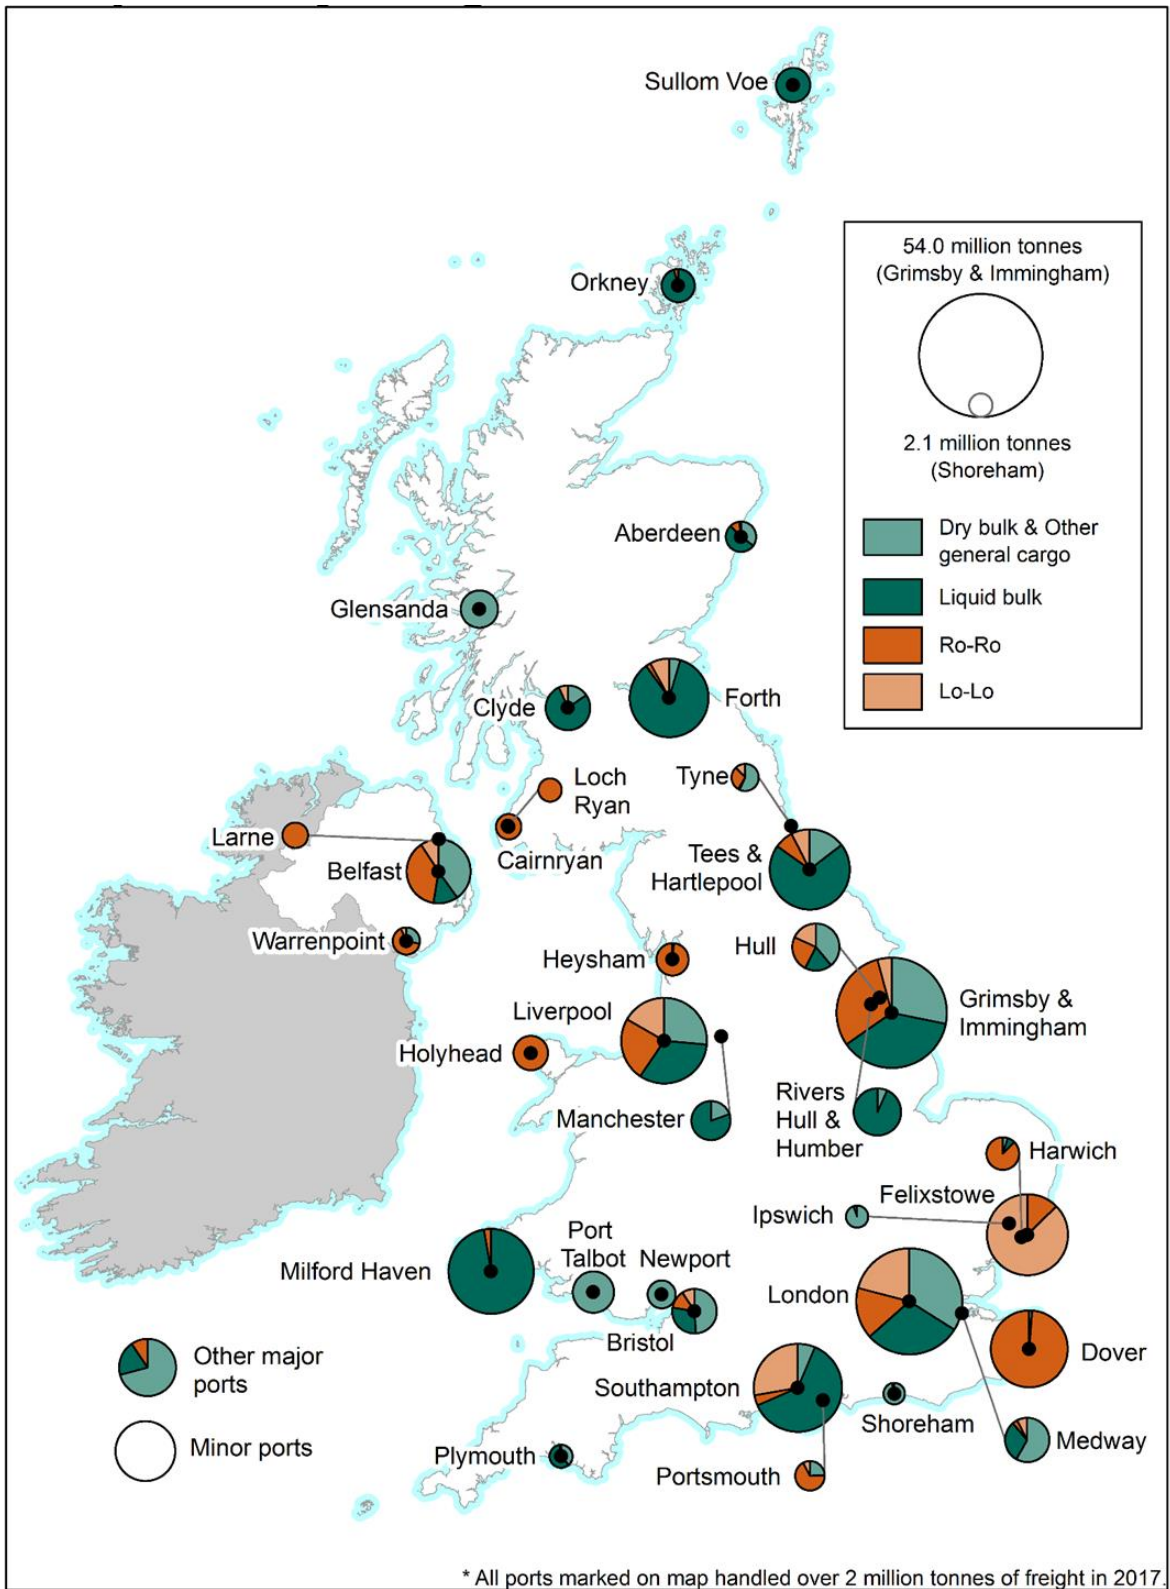 Sullom Voe
Orkney
54.0 million tonnes
(Grimsby & Immingham)
2.1 million tonnes
(Shoreham)
Dry bulk & Other
general cargo
Liquid bulk
Ro-Ro
Lo-Lo
Aberdeen
Glensanda
Clyde
Forth
Loch
Ryan
Tyne
Larne
Cairnryan
Belfast
Tees &
Hartlepool
Warrenpoint
Hull
Heysham
Grimsby &
Immingham
Liverpool
Holyhead
Manchester
Rivers
Hull &
Humber
Harwich
Felixstowe
Ipswich
Port
Talbot
Newport
Milford Haven
London
Bristol
Dover
Other major
ports
Southampton
Shoreham
Minor ports
Plymouth
Portsmouth
Medway
* All ports marked on map handled over 2 million tonnes of freight in 2017